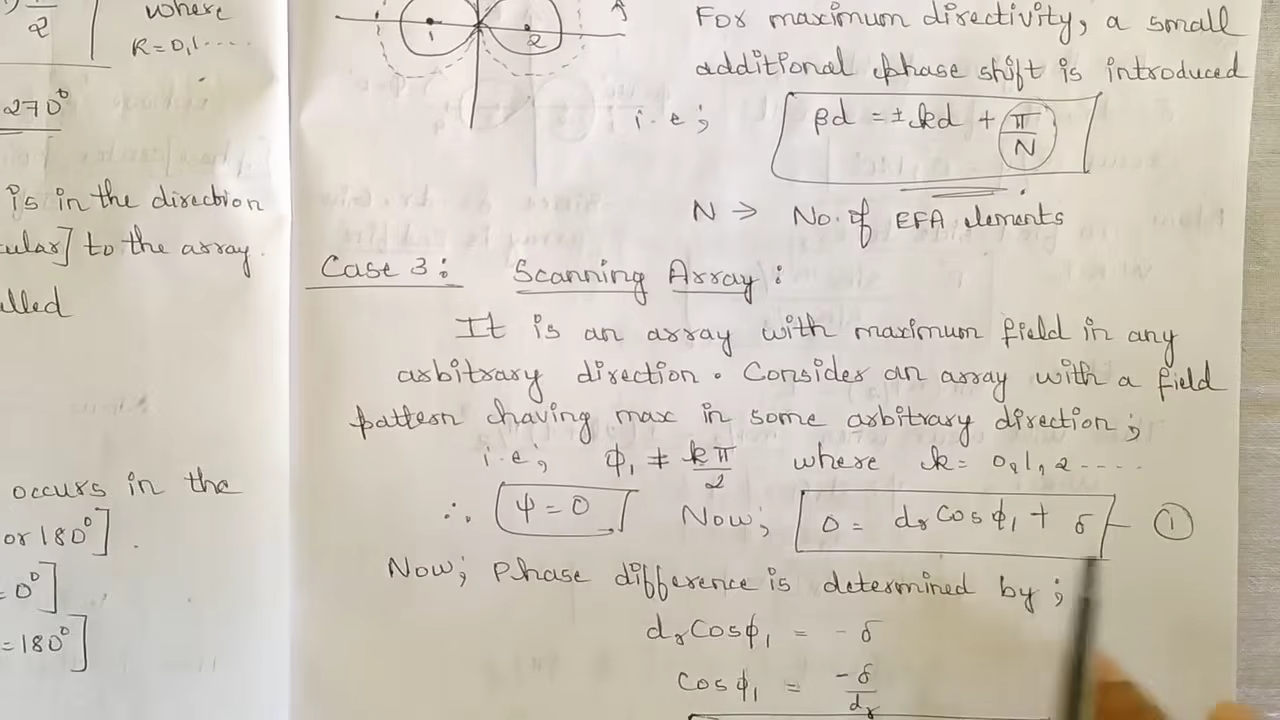 π/2 where
K=0,1....
270°
is in the direction
cular] to the array.
alled
occurs in the
or 180°].
= 0°]
= 180°]
1 2
For maximum directivity, a small
additional phase shift is introduced
i.e; βd = ±kd + π/N
N → No. of EFA elements
Case 3: Scanning Array:
It is an array with maximum field in any
arbitrary direction. Consider an array with a field
pattern having max in some arbitrary direction;
i.e; ϕ₁ ≠ kπ/2 where k= 0,1,2....
∴ ψ = 0 Now; 0 = dᵣ cos ϕ₁ + δ — ①
Now; Phase difference is determined by;
dᵣ cos ϕ₁ = - δ
cos ϕ₁ = -δ/dᵣ